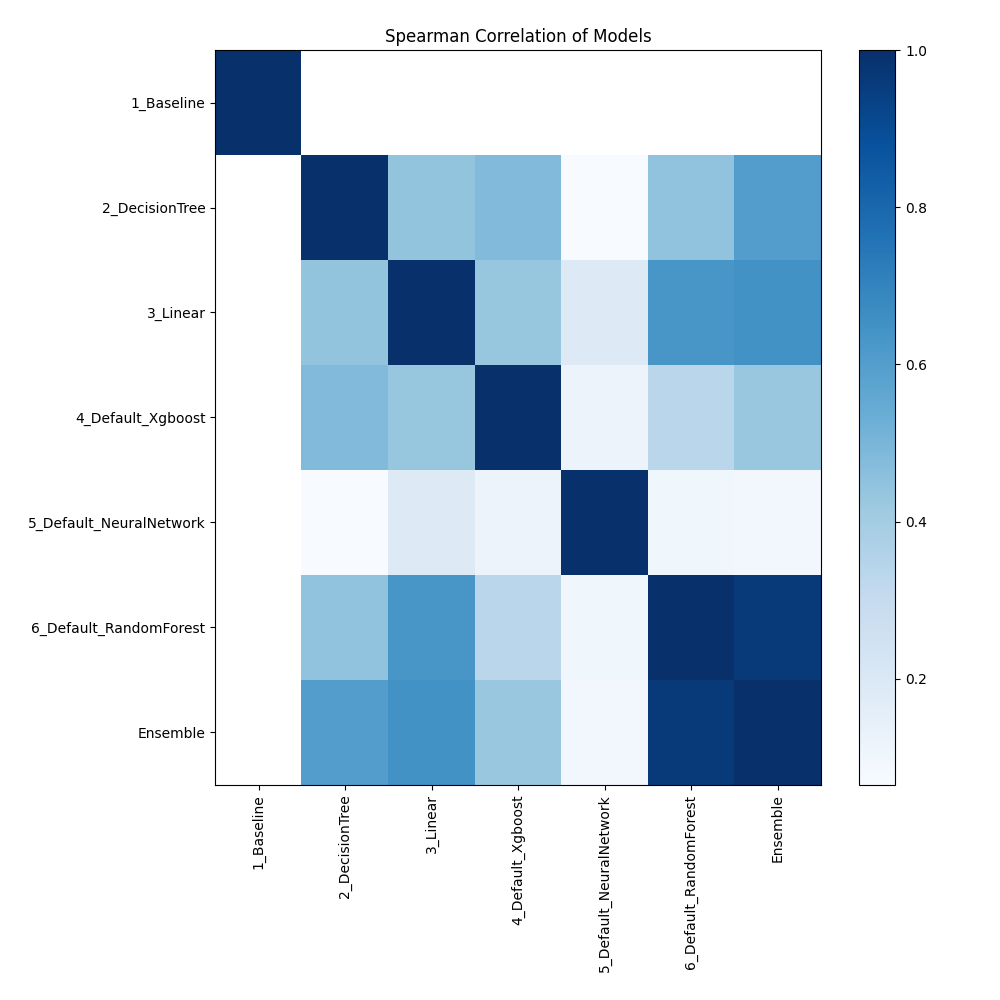 Spearman Correlation of Models
1_Baseline
2_DecisionTree
3_Linear
4_Default_Xgboost
5_Default_NeuralNetwork
6_Default_RandomForest
Ensemble
1_Baseline
2_DecisionTree
3_Linear
4_Default_Xgboost
5_Default_NeuralNetwork
6_Default_RandomForest
Ensemble
1.0
0.8
0.6
0.4
0.2